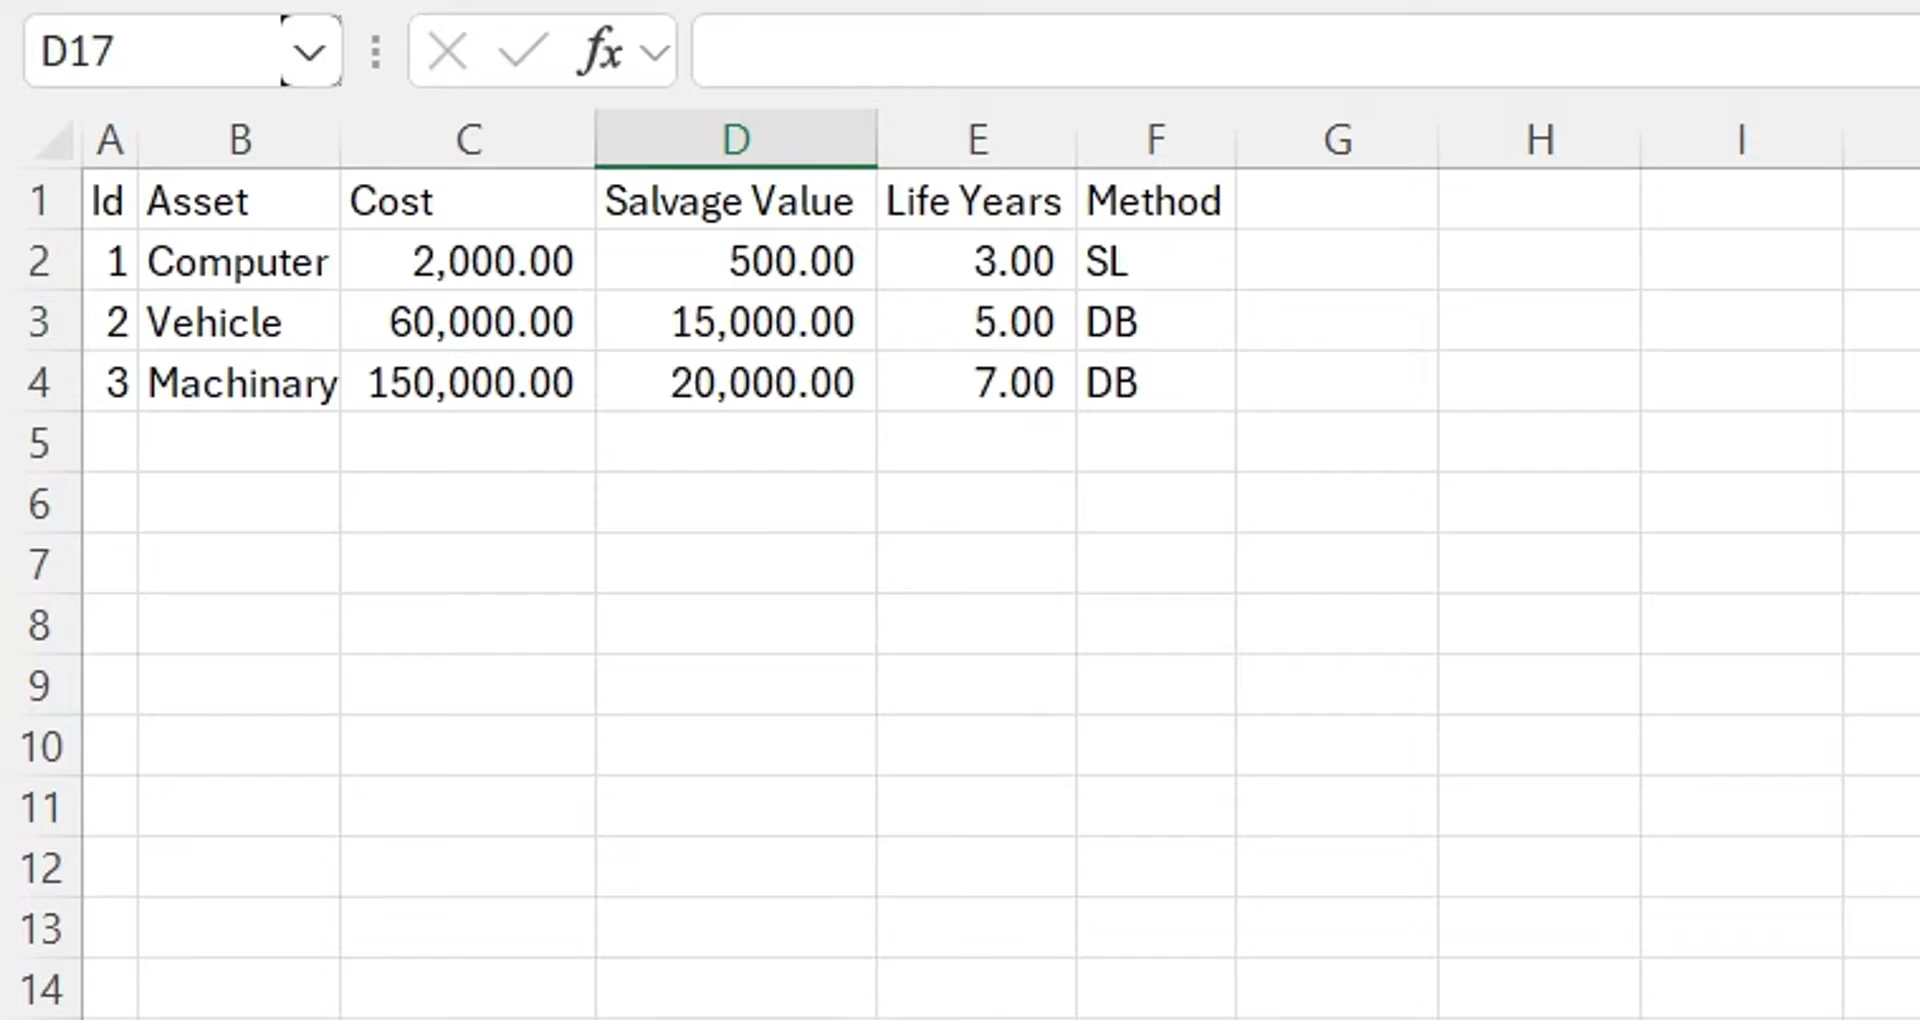 D17 fx
A B C D E F G H I
1 Id Asset Cost Salvage Value Life Years Method
2 1 Computer 2,000.00 500.00 3.00 SL
3 2 Vehicle 60,000.00 15,000.00 5.00 DB
4 3 Machinary 150,000.00 20,000.00 7.00 DB
5
6
7
8
9
10
11
12
13
14